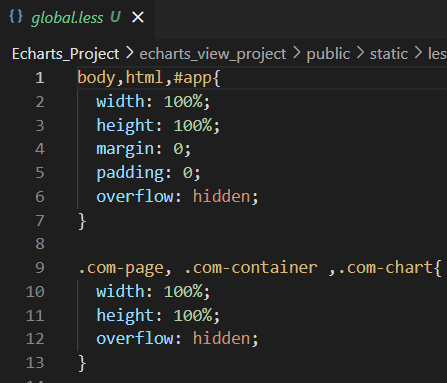 {} global.less U ×
Echarts_Project > echarts_view_project > public > static > les
1 body,html,#app{
2 width: 100%;
3 height: 100%;
4 margin: 0;
5 padding: 0;
6 overflow: hidden;
7 }
8
9 .com-page, .com-container ,.com-chart{
10 width: 100%;
11 height: 100%;
12 overflow: hidden;
13 }